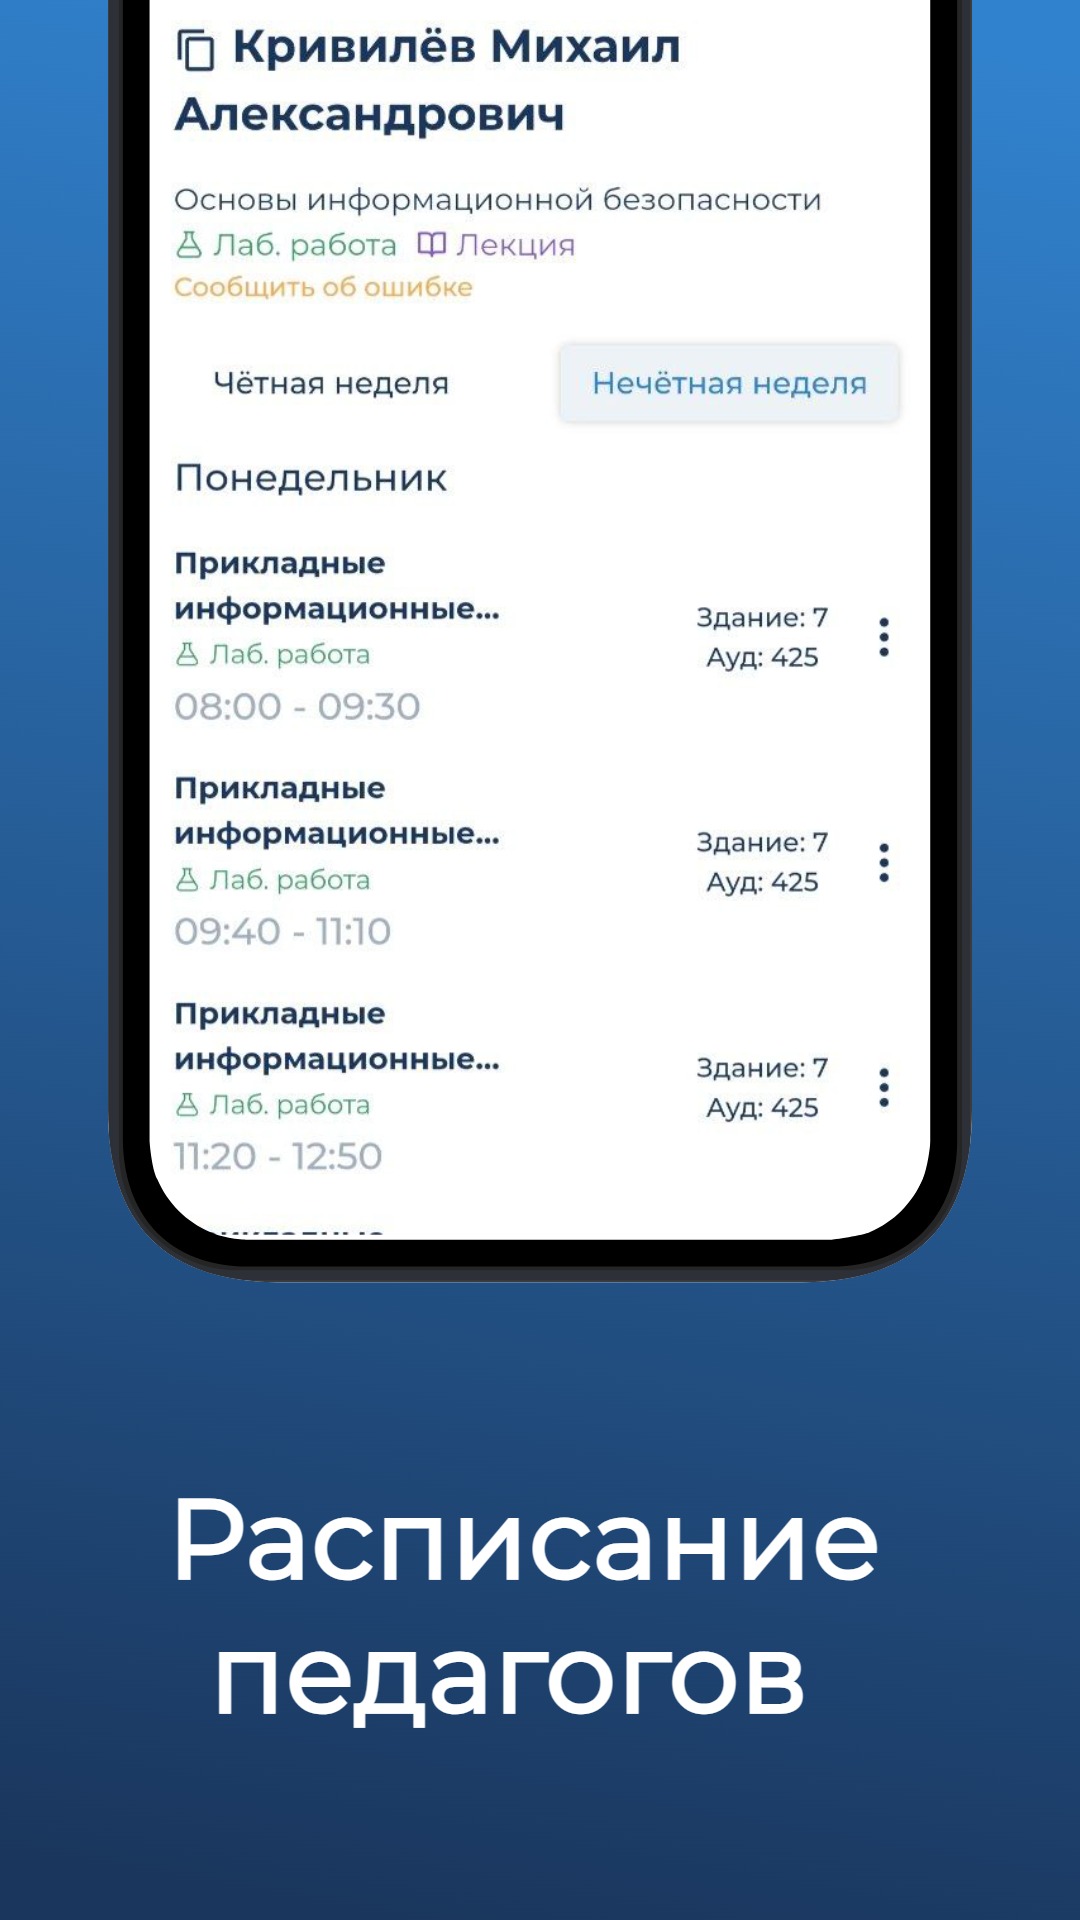 Кривилёв Михаил
Александрович
Основы информационной безопасности
Лаб. работа Лекция
Сообщить об ошибке
Чётная неделя Нечётная неделя
Понедельник
Прикладные
информационные...
Здание: 7
Ауд: 425
Лаб. работа
08:00 - 09:30
Прикладные
информационные...
Здание: 7
Ауд: 425
Лаб. работа
09:40 - 11:10
Прикладные
информационные...
Здание: 7
Ауд: 425
Лаб. работа
11:20 - 12:50
Расписание
педагогов